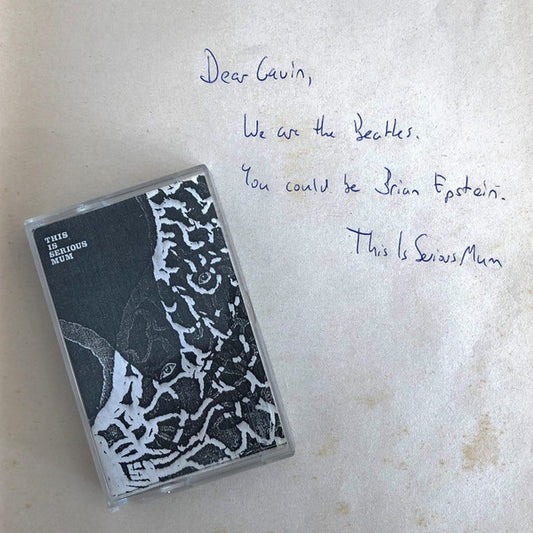 Dear Gavin,
We are the Beatles.
You could be Brian Epstein.
This Is Serious Mum
THIS
IS
SERIOUS
MUM